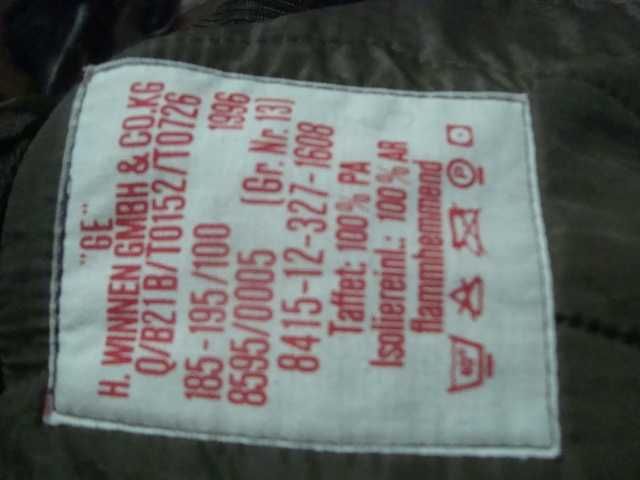 "GE"
H. WINNEN GMBH & CO.KG
Q/B21B/T0152/T0726
185-195/100 1996
8595/0005 (Gr.Nr.13)
8415-12-327-1608
Taffet: 100% PA
Isoliereinl.: 100% AR
flammhemmend
P